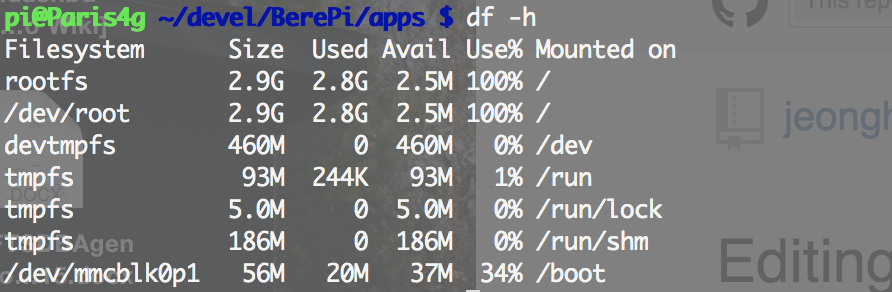 pi@Paris4g ~/devel/BerePi/apps $ df -h
Filesystem Size Used Avail Use% Mounted on
rootfs 2.9G 2.8G 2.5M 100% /
/dev/root 2.9G 2.8G 2.5M 100% /
devtmpfs 460M 0 460M 0% /dev
tmpfs 93M 244K 93M 1% /run
tmpfs 5.0M 0 5.0M 0% /run/lock
tmpfs 186M 0 186M 0% /run/shm
/dev/mmcblk0p1 56M 20M 37M 34% /boot
This repo
jeongh
Editing
DOCX